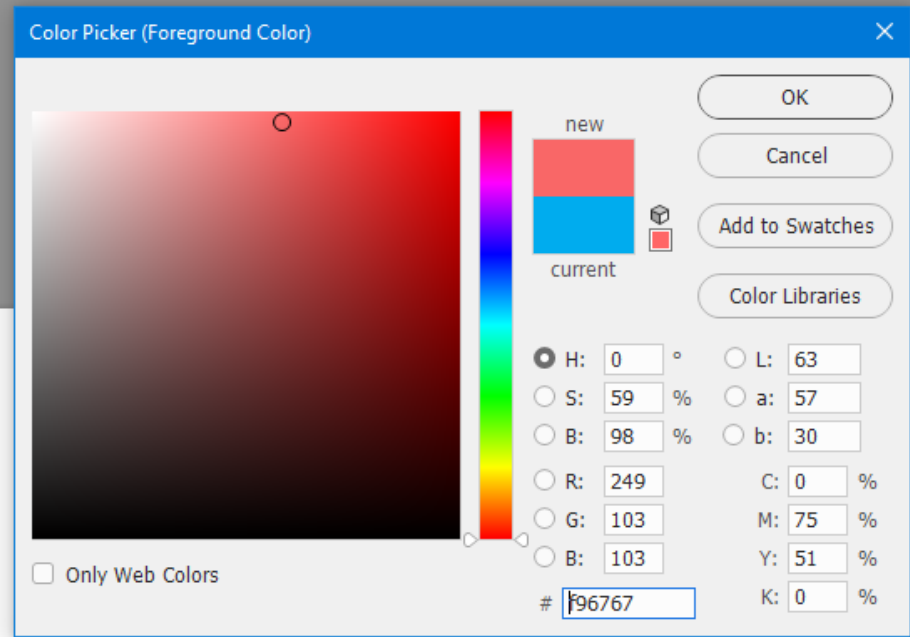 Color Picker (Foreground Color)
OK
new
Cancel
Add to Swatches
current
Color Libraries
H: 0 °
L: 63
S: 59 %
a: 57
B: 98 %
b: 30
R: 249
C: 0 %
G: 103
M: 75 %
B: 103
Y: 51 %
Only Web Colors
# f96767
K: 0 %